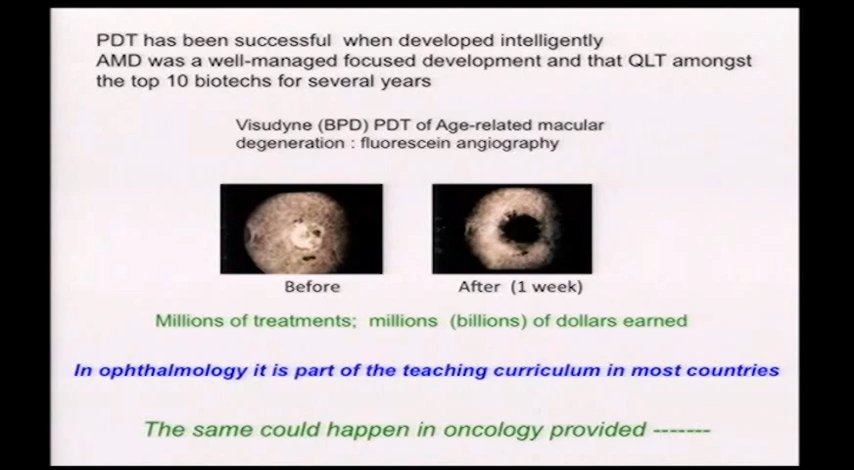 PDT has been successful when developed intelligently
AMD was a well-managed focused development and that QLT amongst
the top 10 biotechs for several years
Visudyne (BPD) PDT of Age-related macular
degeneration : fluorescein angiography
Before
After (1 week)
Millions of treatments; millions (billions) of dollars earned
In ophthalmology it is part of the teaching curriculum in most countries
The same could happen in oncology provided -------